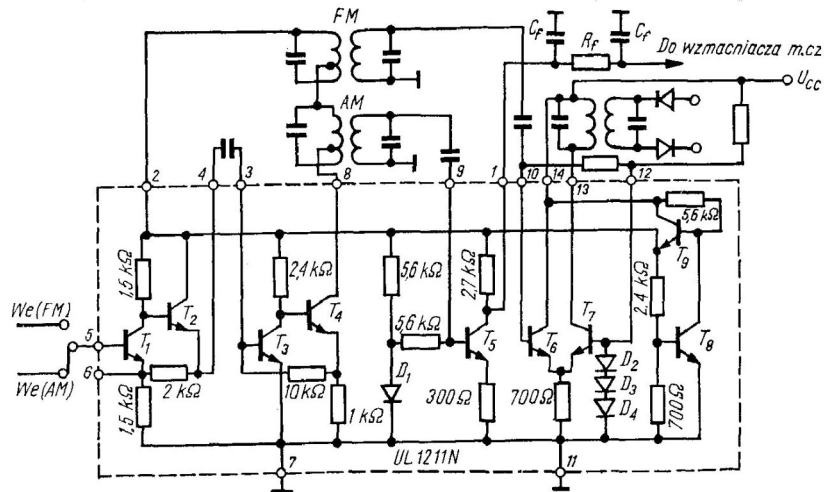 FM
C_f
R_f
C_f
Do wzmacniacza m.cz
U_CC
AM
2
4
3
8
9
1
10
14
13
12
1,5 kΩ
T_2
2,4 kΩ
T_4
5,6 kΩ
5,6 kΩ
2,7 kΩ
T_5
T_6
T_7
5,6 kΩ
T_9
2,4 kΩ
T_8
We (FM)
5
T_1
T_3
We (AM)
6
2 kΩ
10 kΩ
D_1
D_2
D_3
D_4
1,5 kΩ
1 kΩ
300 Ω
700 Ω
700 Ω
7
UL1211N
11